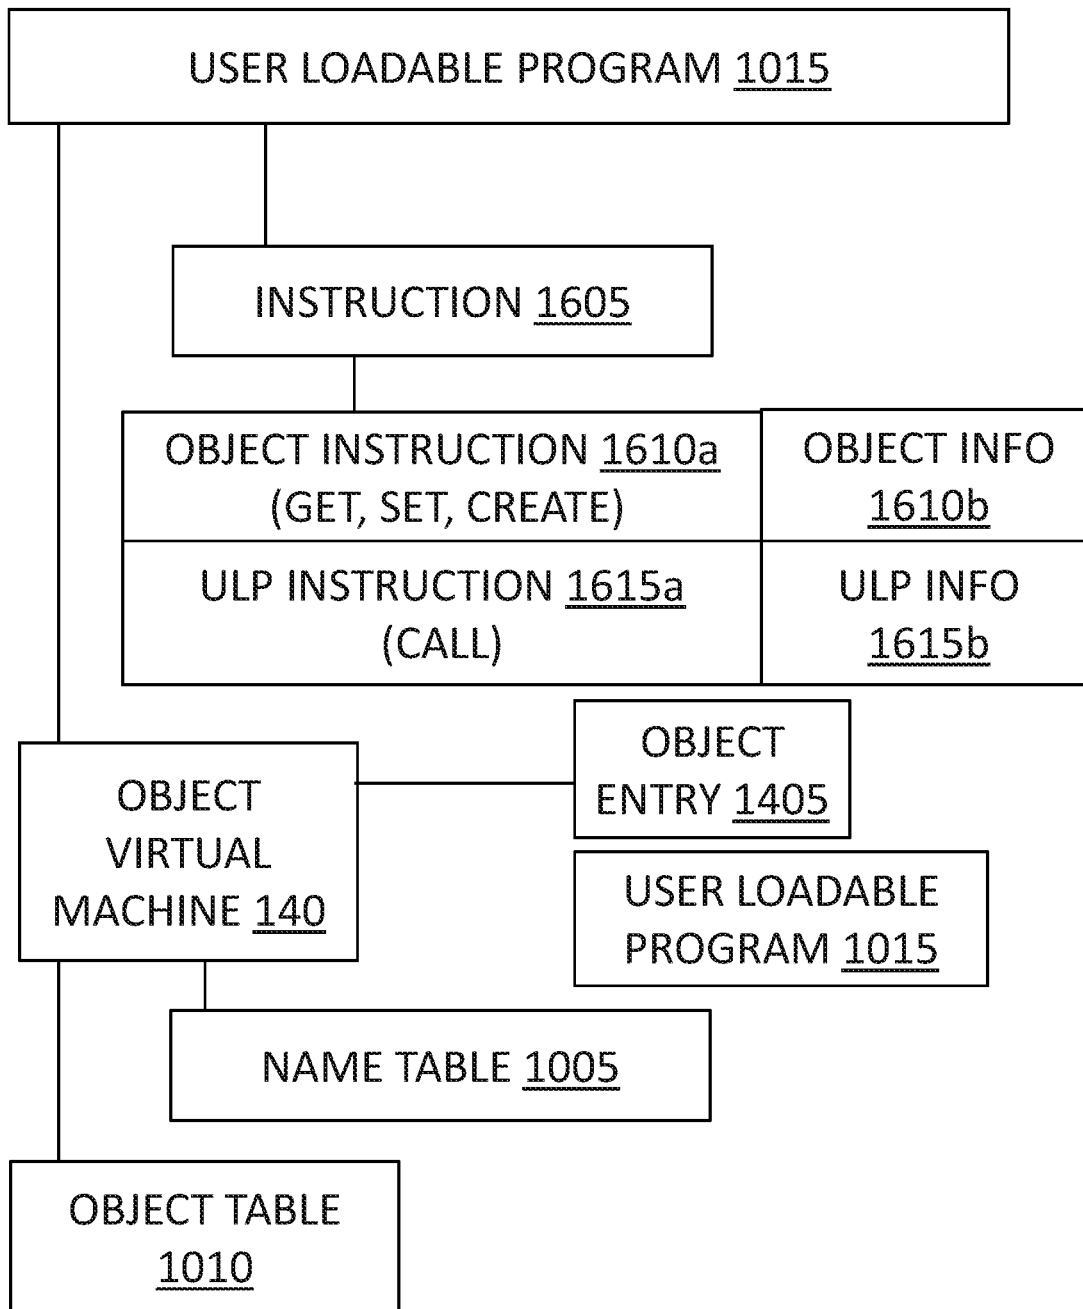 USER LOADABLE PROGRAM 1015
INSTRUCTION 1605
OBJECT INSTRUCTION 1610a
(GET, SET, CREATE)
OBJECT INFO
1610b
ULP INSTRUCTION 1615a
(CALL)
ULP INFO
1615b
OBJECT
VIRTUAL
MACHINE 140
OBJECT
ENTRY 1405
USER LOADABLE
PROGRAM 1015
NAME TABLE 1005
OBJECT TABLE
1010